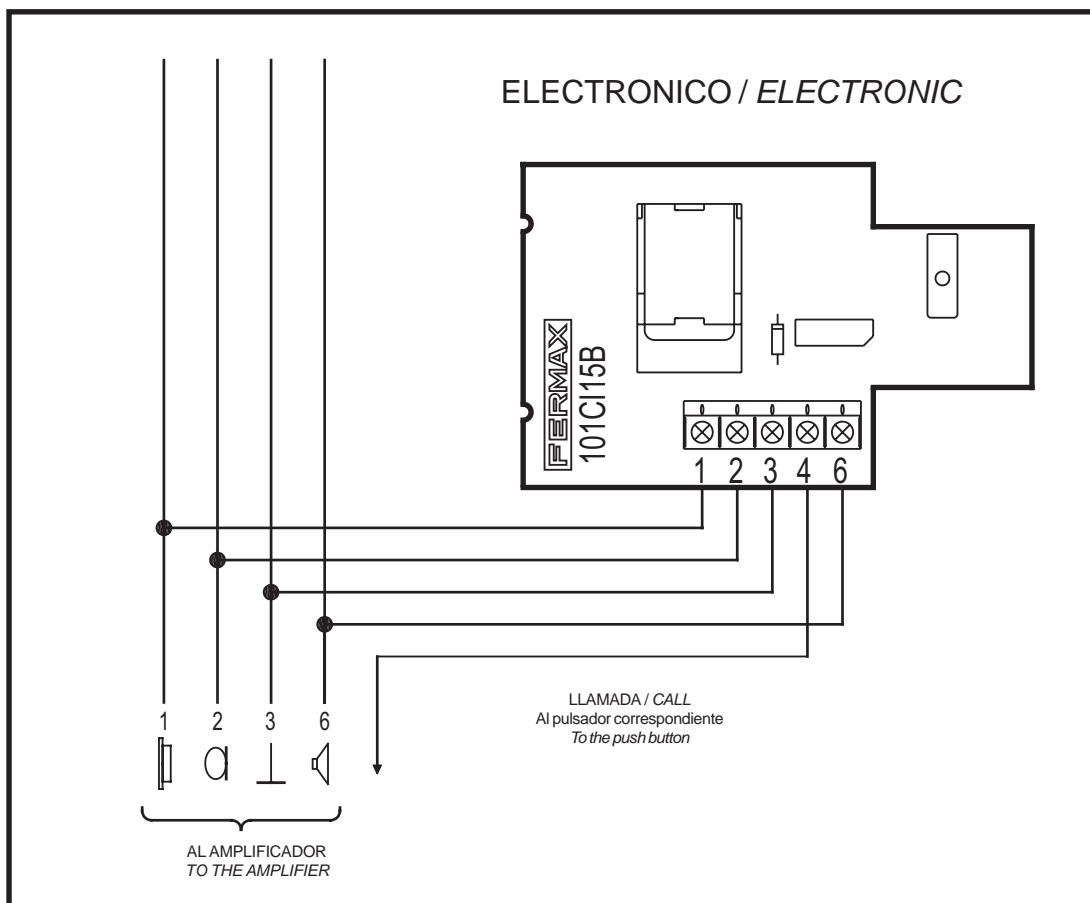 ELECTRONICO / ELECTRONIC
FERMAX
101CI15B
1 2 3 4 6
LLAMADA / CALL
Al pulsador correspondiente
To the push button
1 2 3 6
AL AMPLIFICADOR
TO THE AMPLIFIER